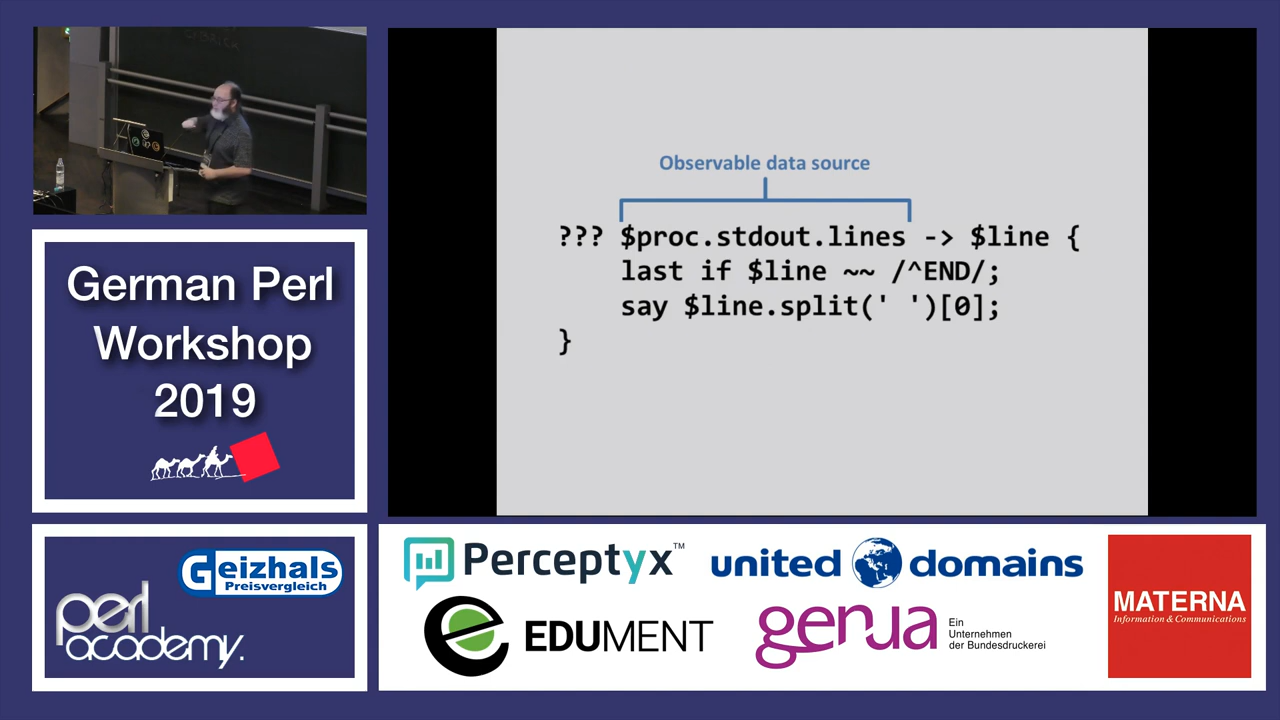 German Perl
Workshop
2019
Geizhals
Preisvergleich
perl
academy.
Observable data source
??? $proc.stdout.lines -> $line {
last if $line ~~ /^END/;
say $line.split(' ')[0];
}
Perceptyx™
united domains
EDUMENT
genua
Ein
Unternehmen
der Bundesdruckerei
MATERNA
Information & Communications